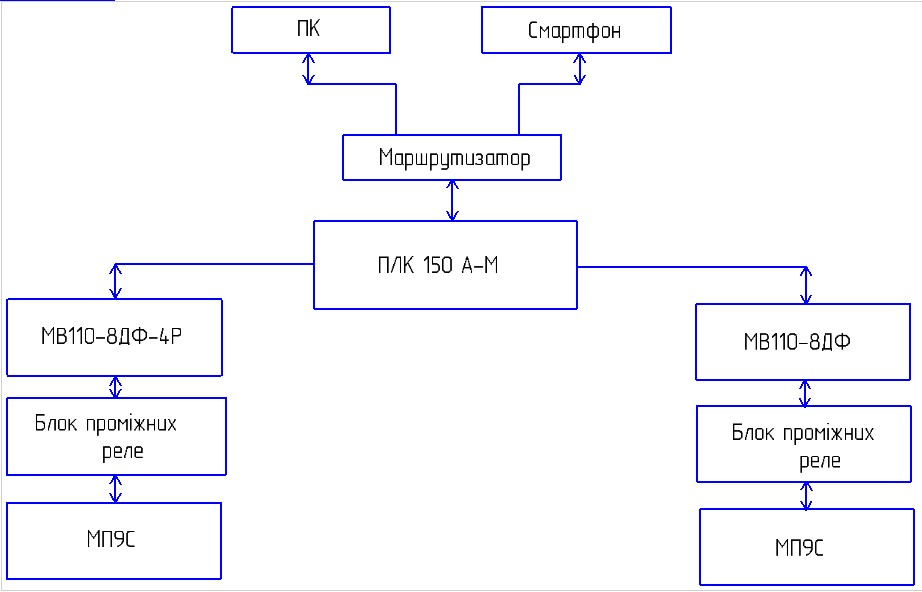 ПК
Смартфон
Маршрутизатор
ПЛК 150 А-М
МВ110-8ДФ-4Р
МВ110-8ДФ
Блок проміжних
реле
Блок проміжних
реле
МП9С
МП9С